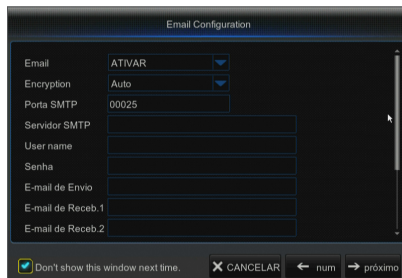 Email Configuration
Email ATIVAR
Encryption Auto
Porta SMTP 00025
Servidor SMTP
User name
Senha
E-mail de Envio
E-mail de Receb.1
E-mail de Receb.2
Don't show this window next time. CANCELAR num próximo